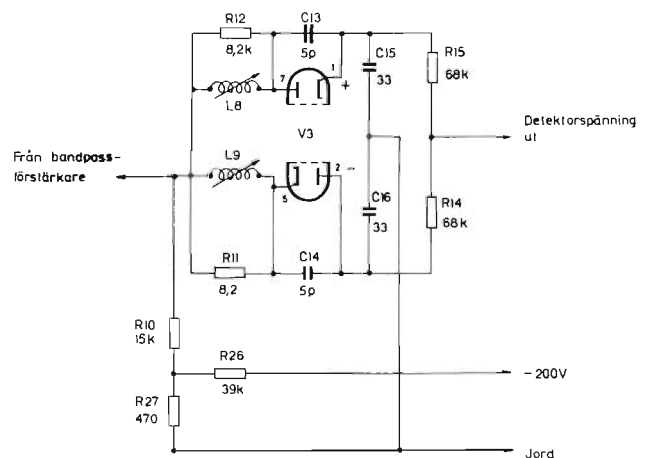 R12
8,2k
C13
5p
7
1
+
C15
33
R15
68k
L8
V3
Detektorspänning
ut
Från bandpass-
förstärkare
L9
2
-
5
C16
33
R14
68k
R11
8,2
C14
5p
R10
15k
R26
39k
-200V
R27
470
Jord